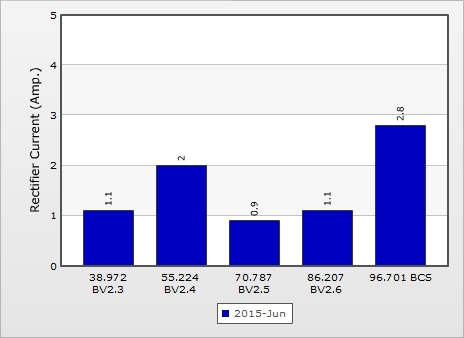 5
4
3
2
1
0
Rectifier Current (Amp.)
1.1
2
0.9
1.1
2.8
38.972
BV2.3
55.224
BV2.4
70.787
BV2.5
86.207
BV2.6
96.701 BCS
2015-Jun